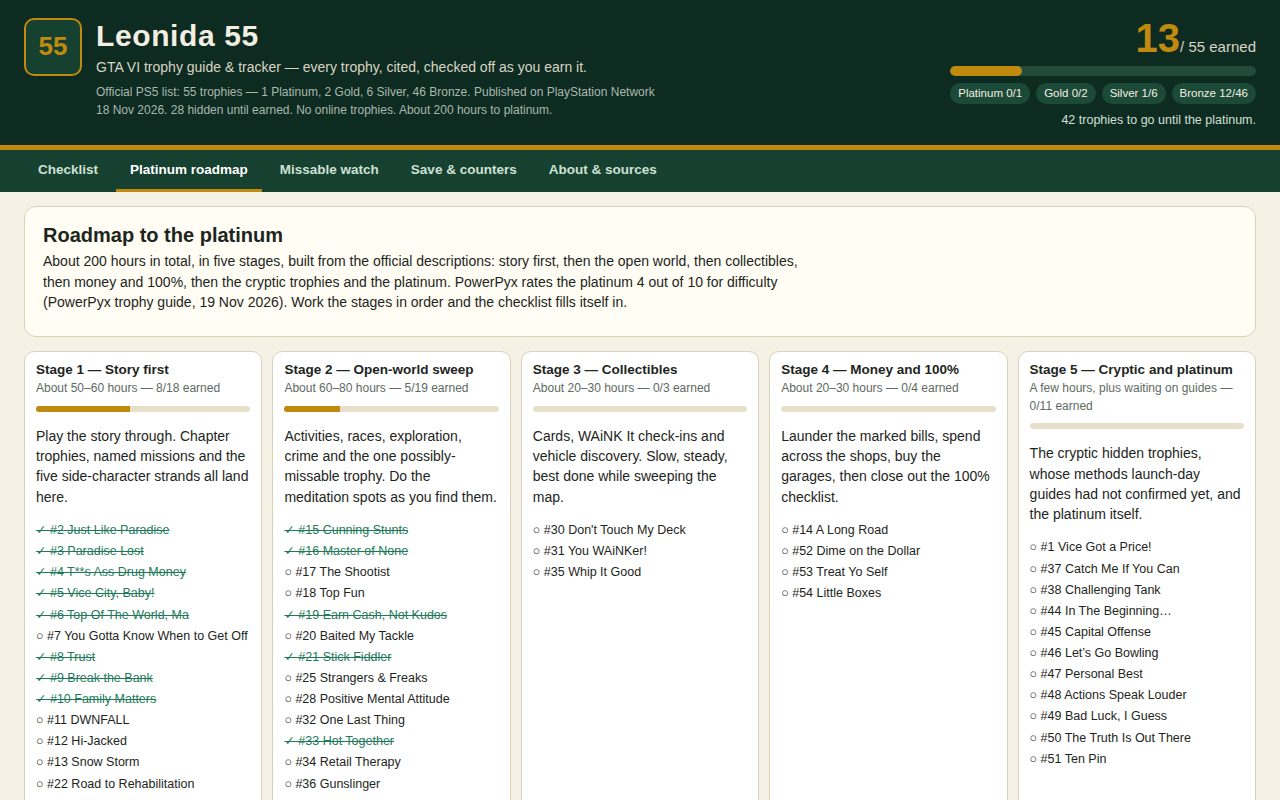 55
Leonida 55
GTA VI trophy guide & tracker — every trophy, cited, checked off as you earn it.
Official PS5 list: 55 trophies — 1 Platinum, 2 Gold, 6 Silver, 46 Bronze. Published on PlayStation Network
18 Nov 2026. 28 hidden until earned. No online trophies. About 200 hours to platinum.
13 / 55 earned
Platinum 0/1
Gold 0/2
Silver 1/6
Bronze 12/46
42 trophies to go until the platinum.
Checklist
Platinum roadmap
Missable watch
Save & counters
About & sources
Roadmap to the platinum
About 200 hours in total, in five stages, built from the official descriptions: story first, then the open world, then collectibles,
then money and 100%, then the cryptic trophies and the platinum. PowerPyx rates the platinum 4 out of 10 for difficulty
(PowerPyx trophy guide, 19 Nov 2026). Work the stages in order and the checklist fills itself in.
Stage 1 — Story first
About 50–60 hours — 8/18 earned
Play the story through. Chapter
trophies, named missions and the
five side-character strands all land
here.
✓ #2 Just Like Paradise
✓ #3 Paradise Lost
✓ #4 T**s Ass Drug Money
✓ #5 Vice City, Baby!
✓ #6 Top Of The World, Ma
○ #7 You Gotta Know When to Get Off
✓ #8 Trust
✓ #9 Break the Bank
✓ #10 Family Matters
○ #11 DWNFALL
○ #12 Hi-Jacked
○ #13 Snow Storm
○ #22 Road to Rehabilitation
Stage 2 — Open-world sweep
About 60–80 hours — 5/19 earned
Activities, races, exploration,
crime and the one possibly-
missable trophy. Do the
meditation spots as you find them.
✓ #15 Cunning Stunts
✓ #16 Master of None
○ #17 The Shootist
○ #18 Top Fun
✓ #19 Earn Cash, Not Kudos
○ #20 Baited My Tackle
✓ #21 Stick Fiddler
○ #25 Strangers & Freaks
○ #28 Positive Mental Attitude
○ #32 One Last Thing
✓ #33 Hot Together
○ #34 Retail Therapy
○ #36 Gunslinger
Stage 3 — Collectibles
About 20–30 hours — 0/3 earned
Cards, WAiNK It check-ins and
vehicle discovery. Slow, steady,
best done while sweeping the
map.
○ #30 Don't Touch My Deck
○ #31 You WAiNKer!
○ #35 Whip It Good
Stage 4 — Money and 100%
About 20–30 hours — 0/4 earned
Launder the marked bills, spend
across the shops, buy the
garages, then close out the 100%
checklist.
○ #14 A Long Road
○ #52 Dime on the Dollar
○ #53 Treat Yo Self
○ #54 Little Boxes
Stage 5 — Cryptic and platinum
A few hours, plus waiting on guides —
0/11 earned
The cryptic hidden trophies,
whose methods launch-day
guides had not confirmed yet, and
the platinum itself.
○ #1 Vice Got a Price!
○ #37 Catch Me If You Can
○ #38 Challenging Tank
○ #44 In The Beginning…
○ #45 Capital Offense
○ #46 Let’s Go Bowling
○ #47 Personal Best
○ #48 Actions Speak Louder
○ #49 Bad Luck, I Guess
○ #50 The Truth Is Out There
○ #51 Ten Pin